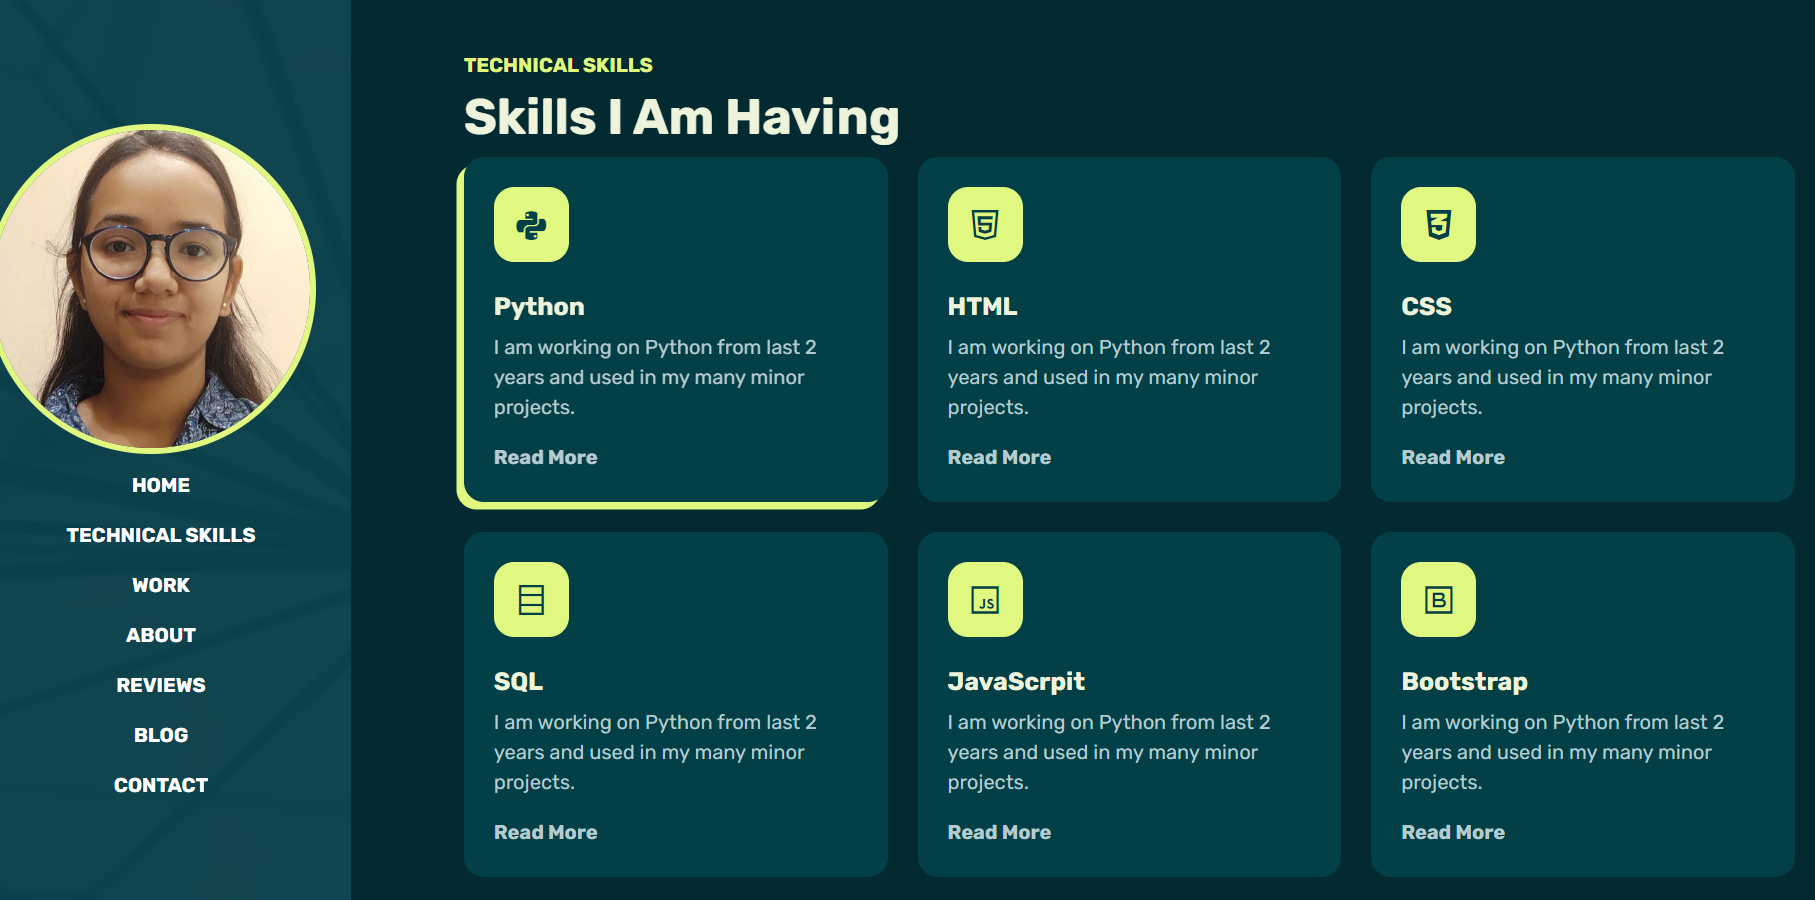 HOME
TECHNICAL SKILLS
WORK
ABOUT
REVIEWS
BLOG
CONTACT
TECHNICAL SKILLS
Skills I Am Having
Python
I am working on Python from last 2
years and used in my many minor
projects.
Read More
5
HTML
I am working on Python from last 2
years and used in my many minor
projects.
Read More
3
CSS
I am working on Python from last 2
years and used in my many minor
projects.
Read More
SQL
I am working on Python from last 2
years and used in my many minor
projects.
Read More
JS
JavaScrpit
I am working on Python from last 2
years and used in my many minor
projects.
Read More
B
Bootstrap
I am working on Python from last 2
years and used in my many minor
projects.
Read More